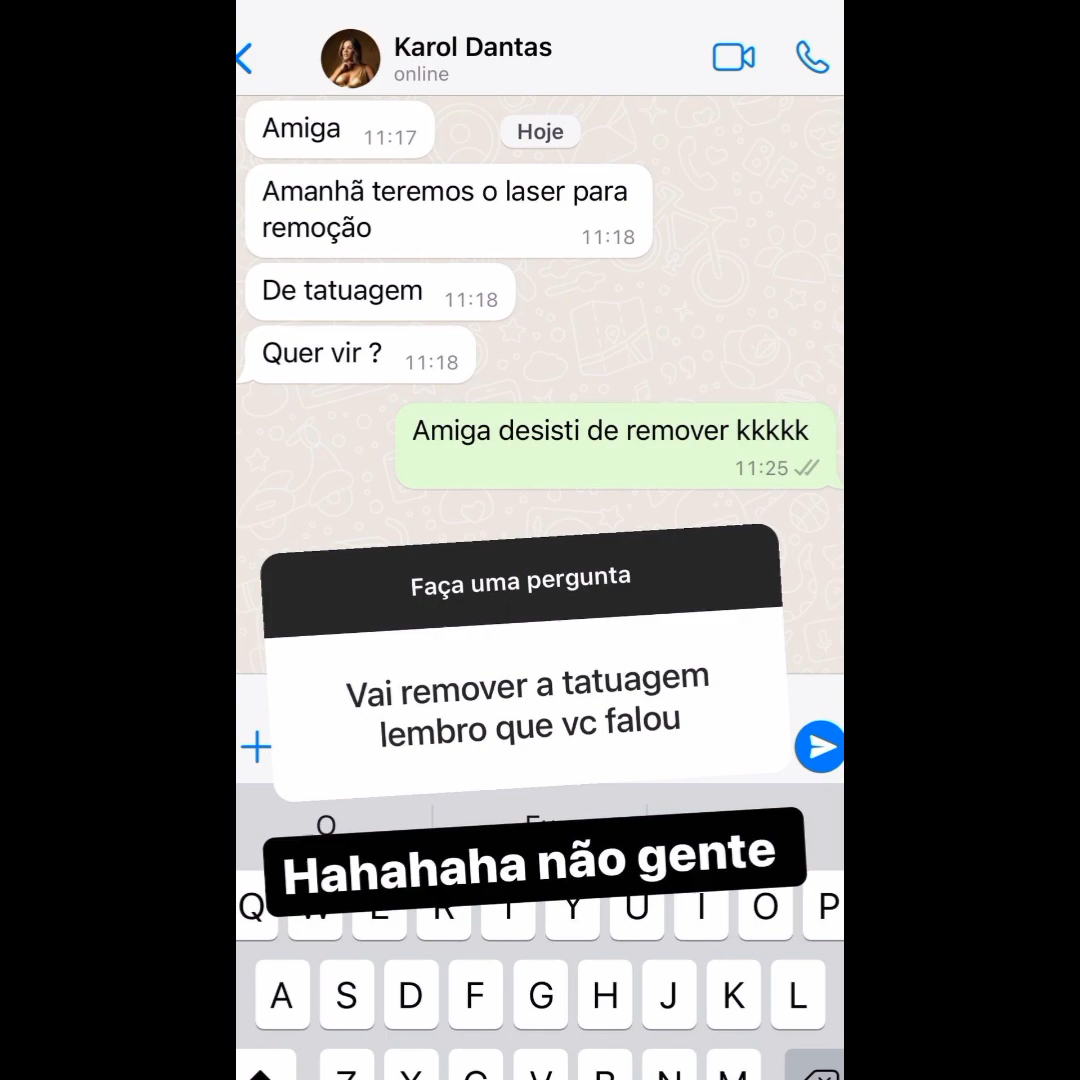 Karol Dantas
online
Amiga 11:17
Hoje
Amanhã teremos o laser para
remoção 11:18
De tatuagem 11:18
Quer vir ? 11:18
Amiga desisti de remover kkkkk
11:25
Faça uma pergunta
Vai remover a tatuagem
lembro que vc falou
O
Hahahaha não gente
Q W E R T Y U I O P
A S D F G H J K L
Z X C V B N M